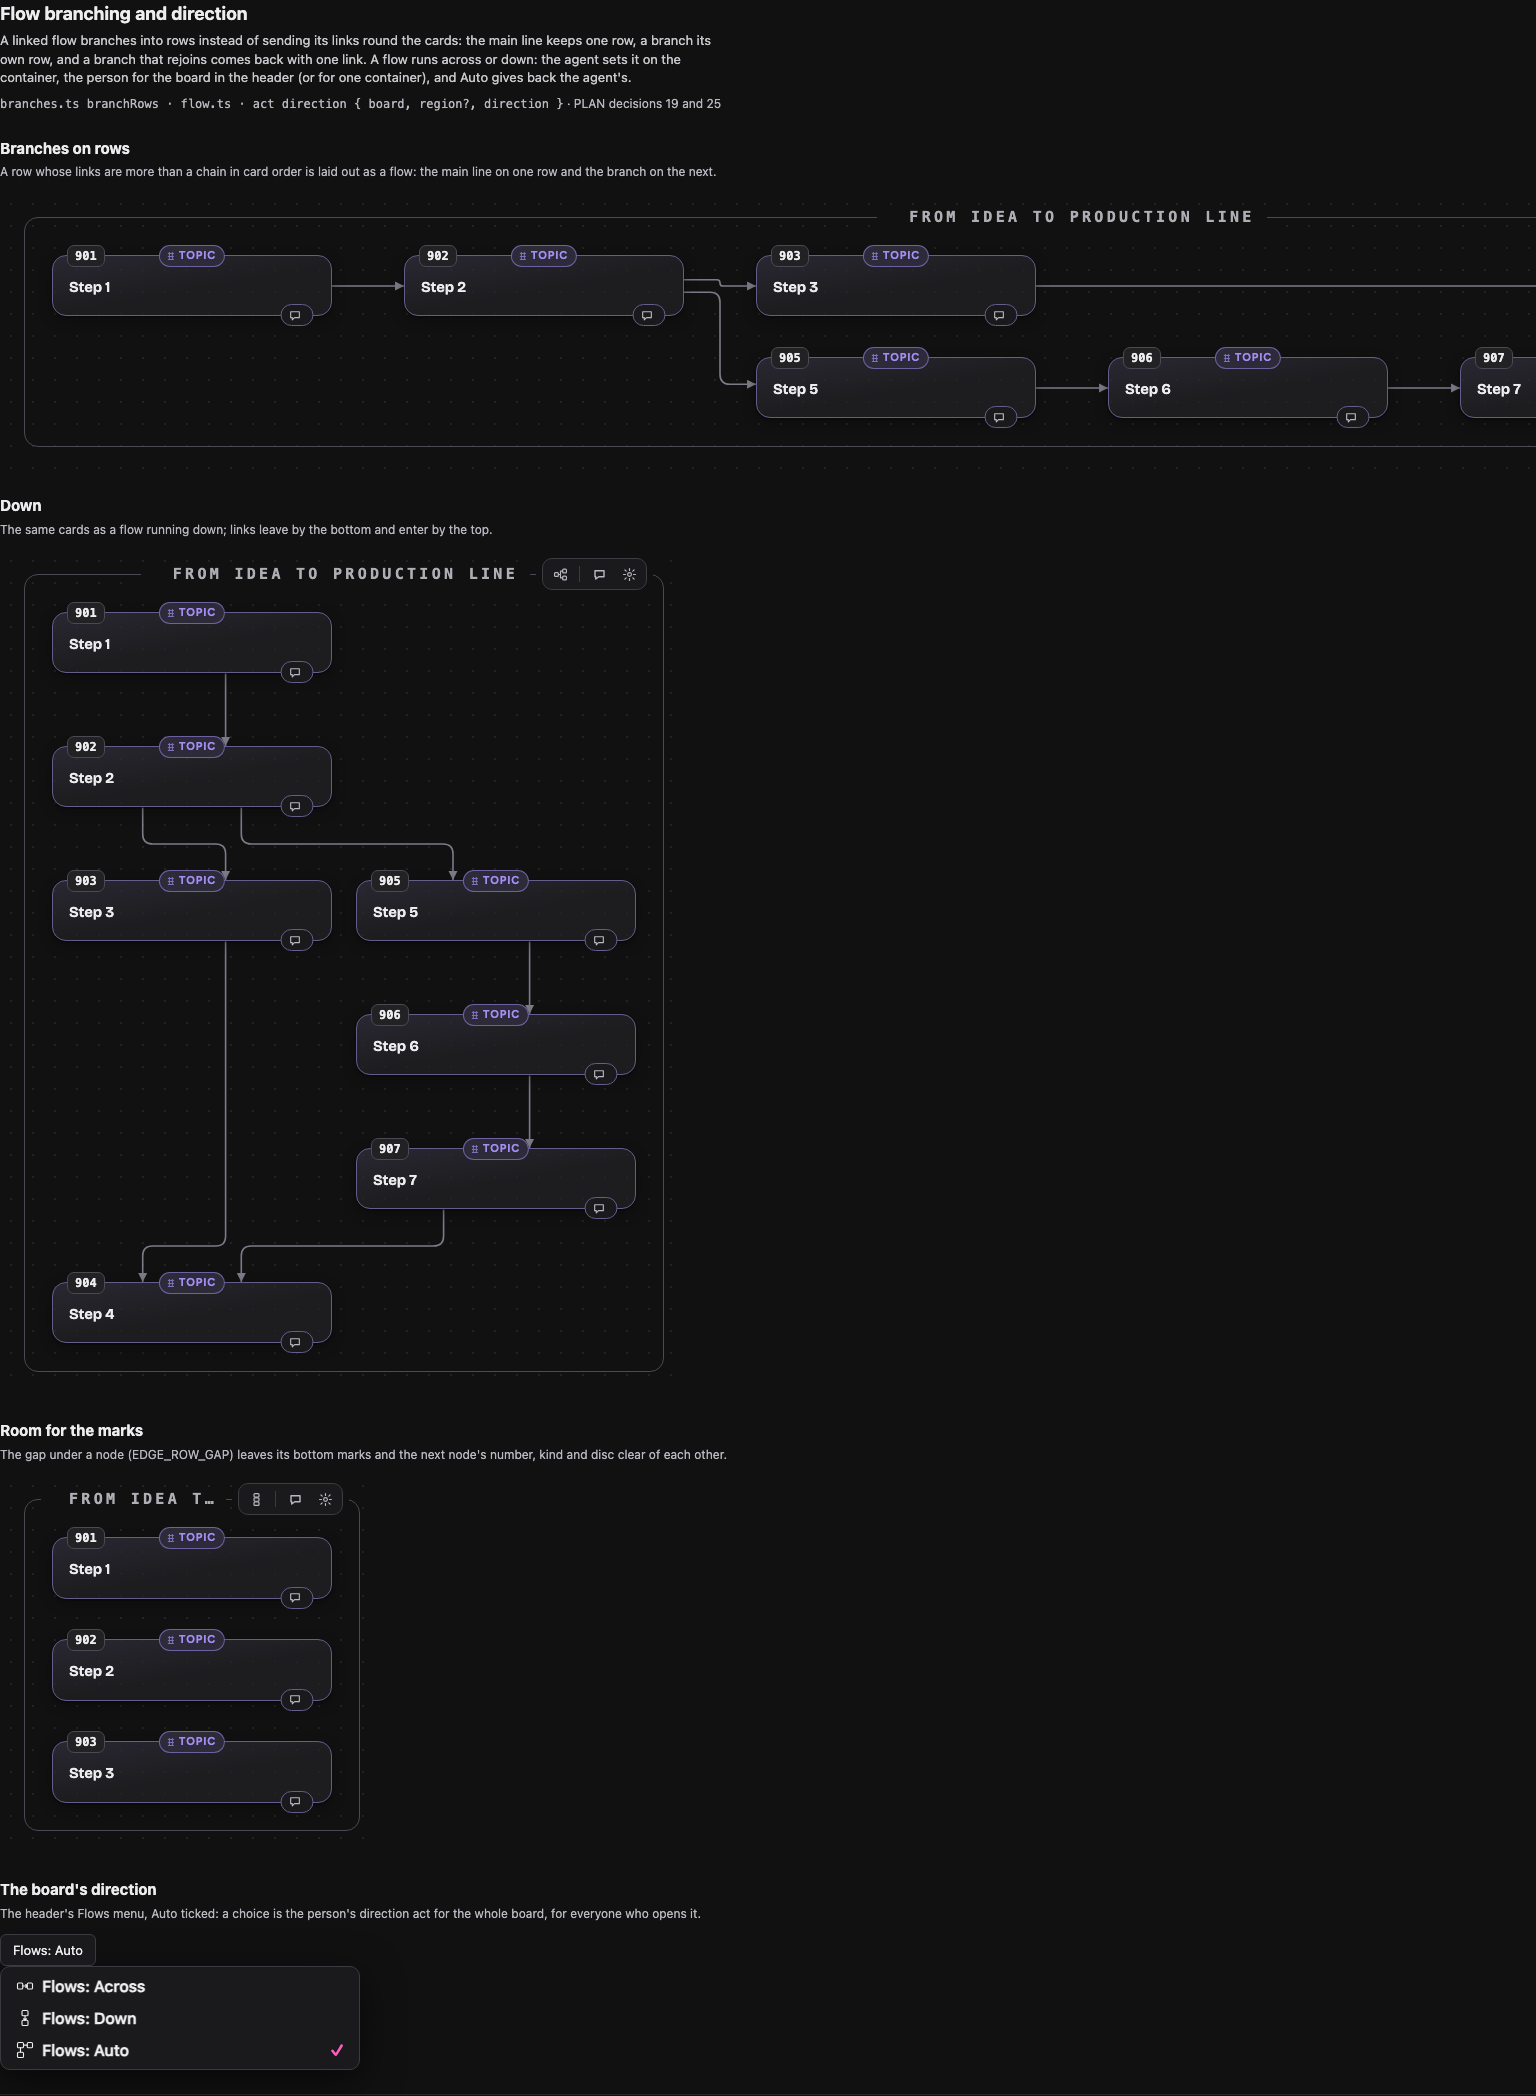 Flow branching and direction
A linked flow branches into rows instead of sending its links round the cards: the main line keeps one row, a branch its
own row, and a branch that rejoins comes back with one link. A flow runs across or down: the agent sets it on the
container, the person for the board in the header (or for one container), and Auto gives back the agent's.
branches.ts branchRows · flow.ts · act direction { board, region?, direction } · PLAN decisions 19 and 25
Branches on rows
A row whose links are more than a chain in card order is laid out as a flow: the main line on one row and the branch on the next.
FROM IDEA TO PRODUCTION LINE
901 TOPIC 902 TOPIC 903 TOPIC
Step 1 Step 2 Step 3
905 TOPIC 906 TOPIC 907
Step 5 Step 6 Step 7
Down
The same cards as a flow running down; links leave by the bottom and enter by the top.
FROM IDEA TO PRODUCTION LINE
901 TOPIC
Step 1
902 TOPIC
Step 2
903 TOPIC 905 TOPIC
Step 3 Step 5
906 TOPIC
Step 6
907 TOPIC
Step 7
904 TOPIC
Step 4
Room for the marks
The gap under a node (EDGE_ROW_GAP) leaves its bottom marks and the next node's number, kind and disc clear of each other.
FROM IDEA T…
901 TOPIC
Step 1
902 TOPIC
Step 2
903 TOPIC
Step 3
The board's direction
The header's Flows menu, Auto ticked: a choice is the person's direction act for the whole board, for everyone who opens it.
Flows: Auto
Flows: Across
Flows: Down
Flows: Auto